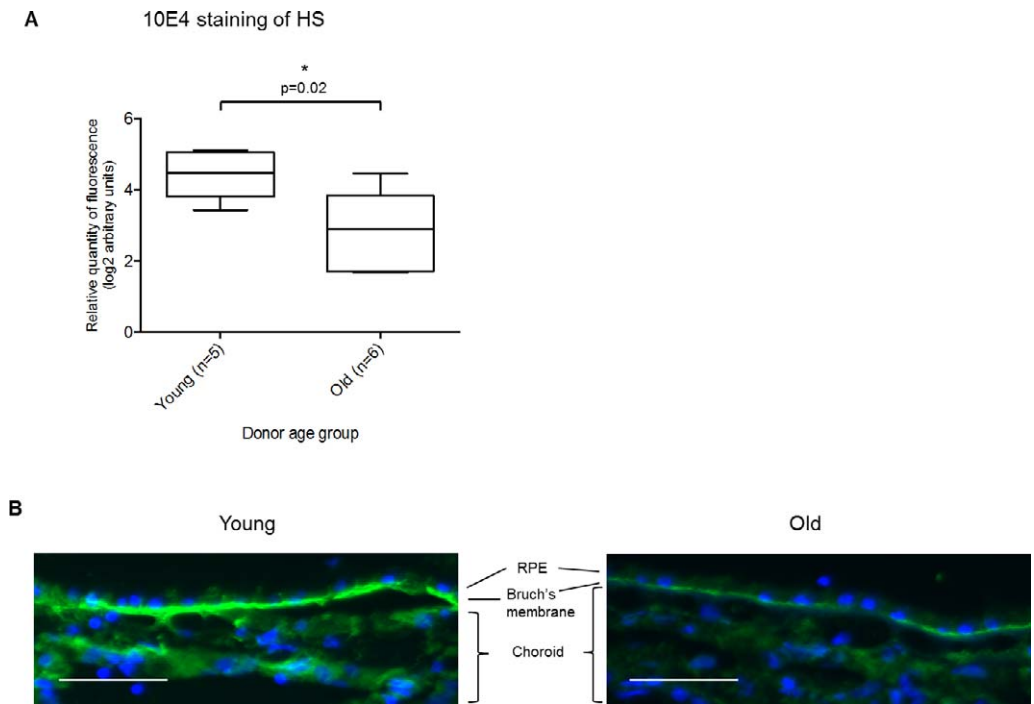 A
10E4 staining of HS
*
p=0.02
Relative quantity of fluorescence
(log2 arbitrary units)
6
4
2
0
Young (n=5)
Old (n=6)
Donor age group
B
Young
Old
RPE
Bruch's
membrane
Choroid